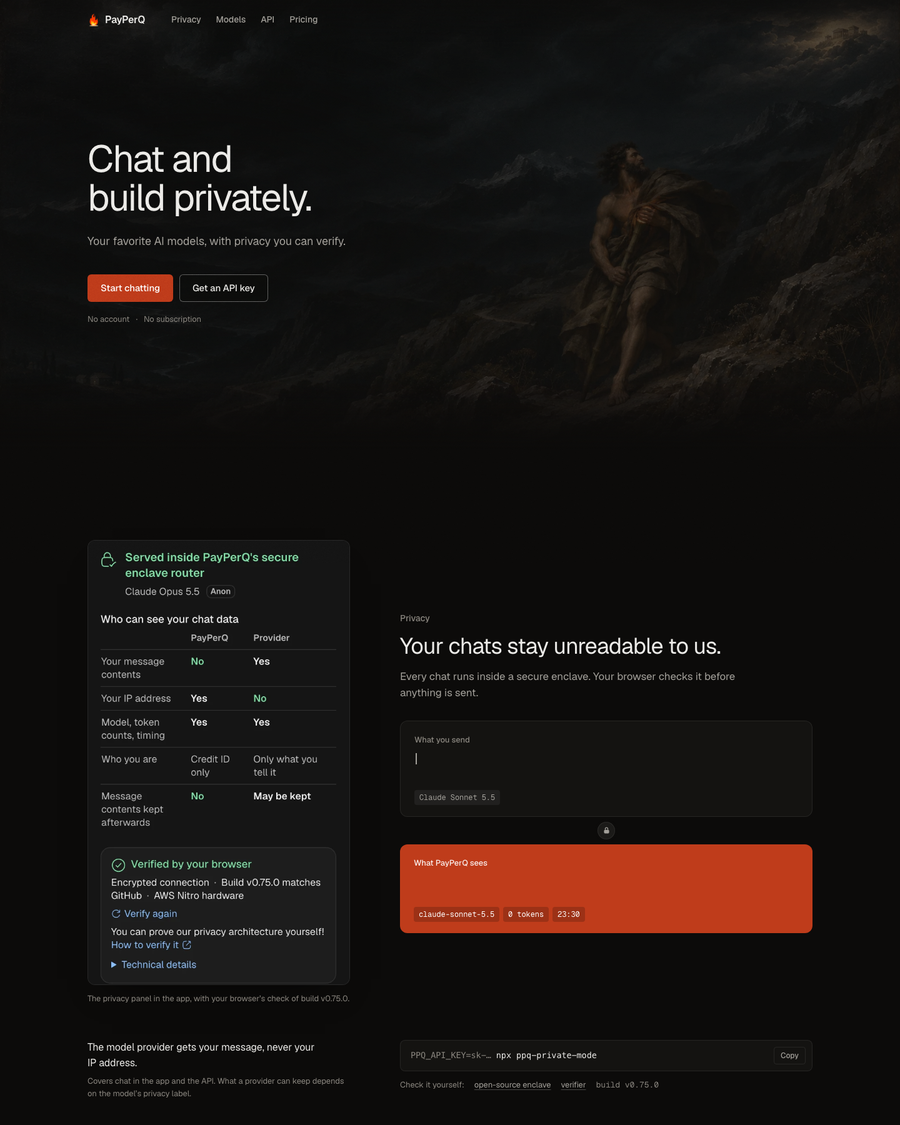 PayPerQ Privacy Models API Pricing
Chat and
build privately.
Your favorite AI models, with privacy you can verify.
Start chatting Get an API key
No account · No subscription
Served inside PayPerQ's secure
enclave router
Claude Opus 5.5 Anon
Who can see your chat data
PayPerQ Provider
Your message
contents
No Yes
Your IP address Yes No
Model, token
counts, timing
Yes Yes
Who you are
Credit ID
only
Only what you
tell it
Message
contents kept
afterwards
No May be kept
Verified by your browser
Encrypted connection · Build v0.75.0 matches
GitHub · AWS Nitro hardware
Verify again
You can prove our privacy architecture yourself!
How to verify it
Technical details
The privacy panel in the app, with your browser's check of build v0.75.0.
Privacy
Your chats stay unreadable to us.
Every chat runs inside a secure enclave. Your browser checks it before
anything is sent.
What you send
Claude Sonnet 5.5
What PayPerQ sees
claude-sonnet-5.5 0 tokens 23:30
The model provider gets your message, never your
IP address.
Covers chat in the app and the API. What a provider can keep depends
on the model's privacy label.
PPQ_API_KEY=sk-… npx ppq-private-mode Copy
Check it yourself: open-source enclave verifier build v0.75.0